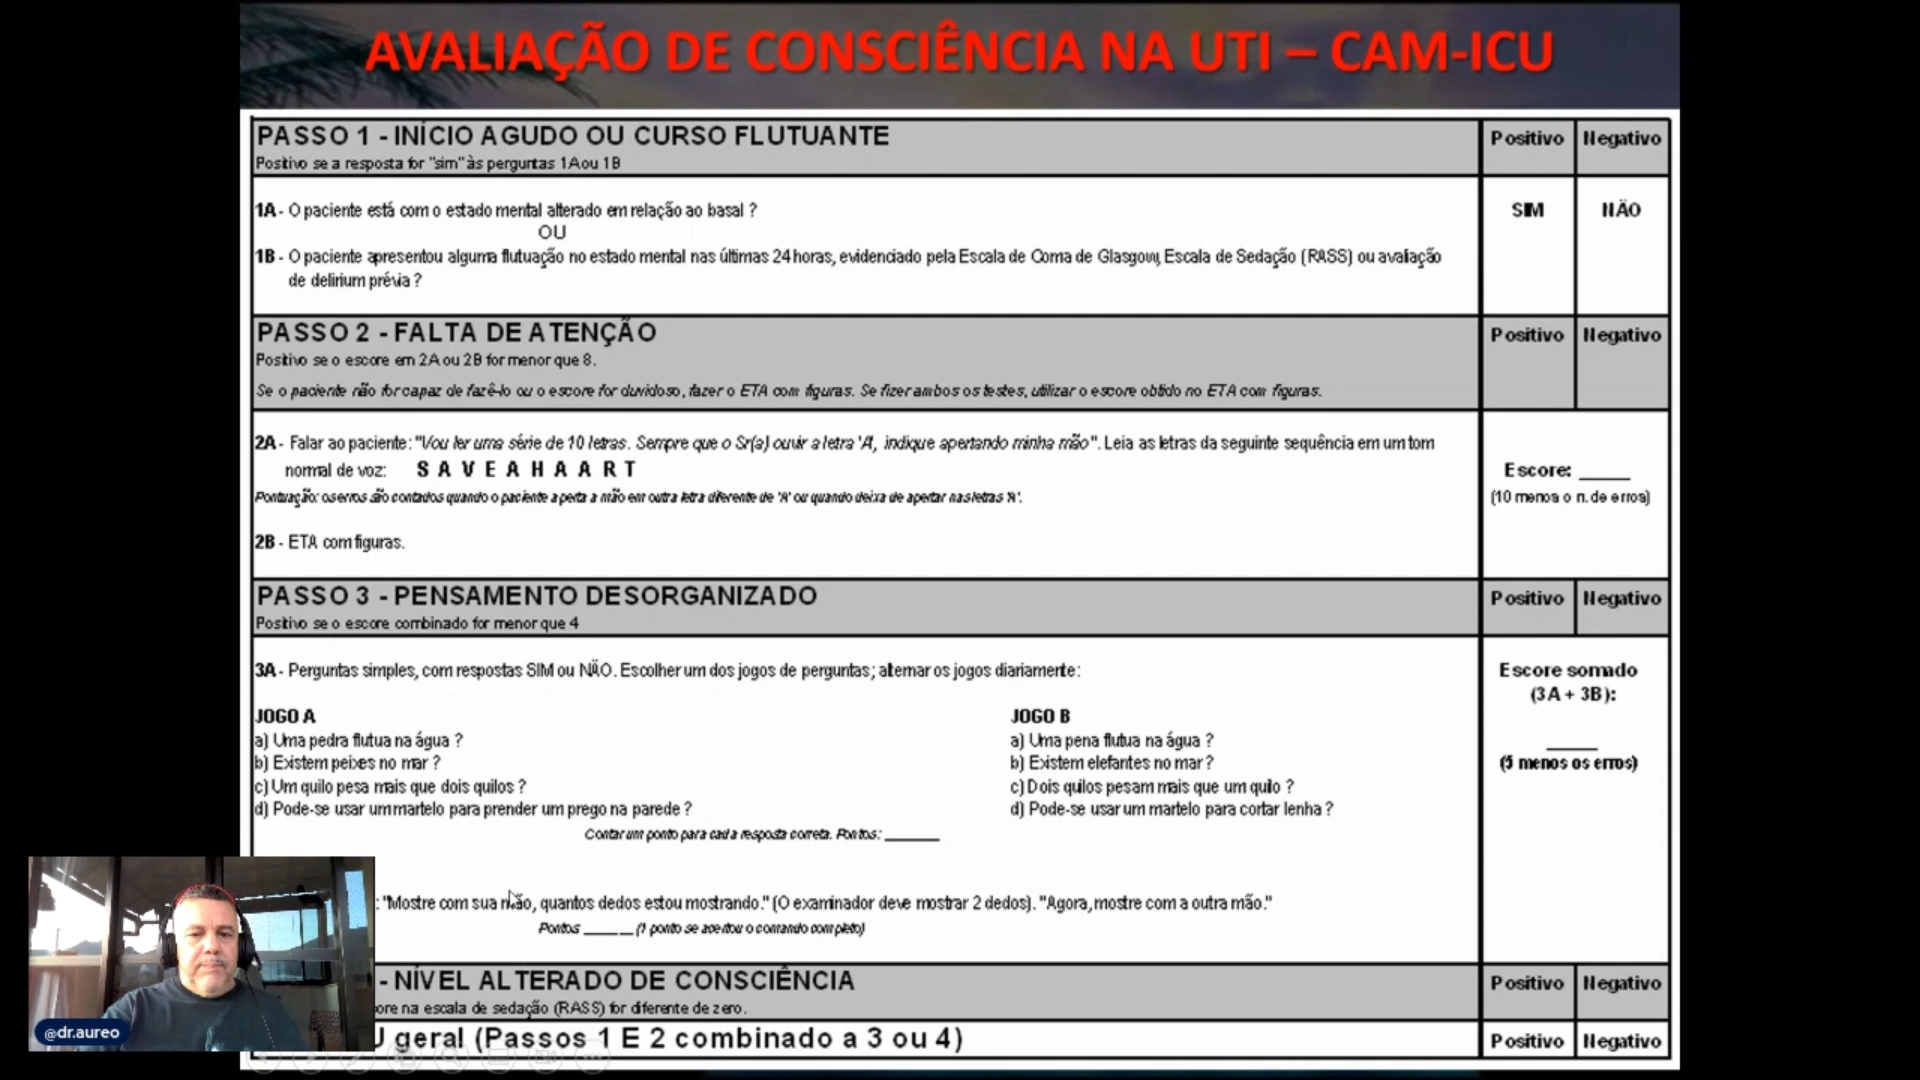 AVALIAÇÃO DE CONSCIÊNCIA NA UTI – CAM-ICU
PASSO 1 - INÍCIO AGUDO OU CURSO FLUTUANTE
Positivo se a resposta for "sim" às perguntas 1A ou 1B
Positivo Negativo
1A - O paciente está com o estado mental alterado em relação ao basal ?
SIM NÃO
OU
1B - O paciente apresentou alguma flutuação no estado mental nas últimas 24 horas, evidenciado pela Escala de Coma de Glasgow, Escala de Sedação (RASS) ou avaliação
de delirium prévia ?
PASSO 2 - FALTA DE ATENÇÃO
Positivo se o escore em 2A ou 2B for menor que 8.
Se o paciente não for capaz de fazê-lo ou o escore for duvidoso, fazer o ETA com figuras. Se fizer ambos os testes, utilizar o escore obtido no ETA com figuras.
Positivo Negativo
2A - Falar ao paciente: "Vou ler uma série de 10 letras. Sempre que o Sr(a) ouvir a letra 'A', indique apertando minha mão". Leia as letras da seguinte sequência em um tom
normal de voz: S A V E A H A A R T
Pontuação: os erros são contados quando o paciente aperta a mão em outra letra diferente de 'A' ou quando deixa de apertar nas letras 'A'.
2B - ETA com figuras.
Escore: _____
(10 menos o n. de erros)
PASSO 3 - PENSAMENTO DESORGANIZADO
Positivo se o escore combinado for menor que 4
Positivo Negativo
3A - Perguntas simples, com respostas SIM ou NÃO. Escolher um dos jogos de perguntas; alternar os jogos diariamente:
JOGO A
a) Uma pedra flutua na água ?
b) Existem peixes no mar ?
c) Um quilo pesa mais que dois quilos ?
d) Pode-se usar um martelo para prender um prego na parede ?
JOGO B
a) Uma pena flutua na água ?
b) Existem elefantes no mar ?
c) Dois quilos pesam mais que um quilo ?
d) Pode-se usar um martelo para cortar lenha ?
Contar um ponto para cada resposta correta. Pontos: ______
Escore somado
(3A + 3B):
_____
(5 menos os erros)
: "Mostre com sua mão, quantos dedos estou mostrando." (O examinador deve mostrar 2 dedos). "Agora, mostre com a outra mão."
Pontos ______ (1 ponto se acertou o comando completo)
- NÍVEL ALTERADO DE CONSCIÊNCIA
ore na escala de sedação (RASS) for diferente de zero.
Positivo Negativo
U geral (Passos 1 E 2 combinado a 3 ou 4)
Positivo Negativo
@dr.aureo